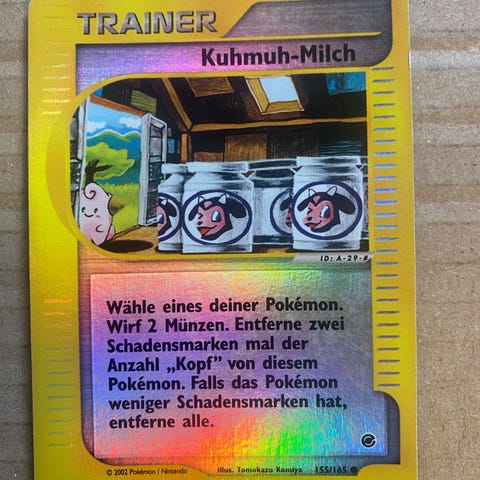 TRAINER
Kuhmuh-Milch
ID: A-29-8
Wähle eines deiner Pokémon.
Wirf 2 Münzen. Entferne zwei
Schadensmarken mal der
Anzahl „Kopf" von diesem
Pokémon. Falls das Pokémon
weniger Schadensmarken hat,
entferne alle.
© 2002 Pokémon / Nintendo Illus. Tomokazu Komiya 155/165 ●